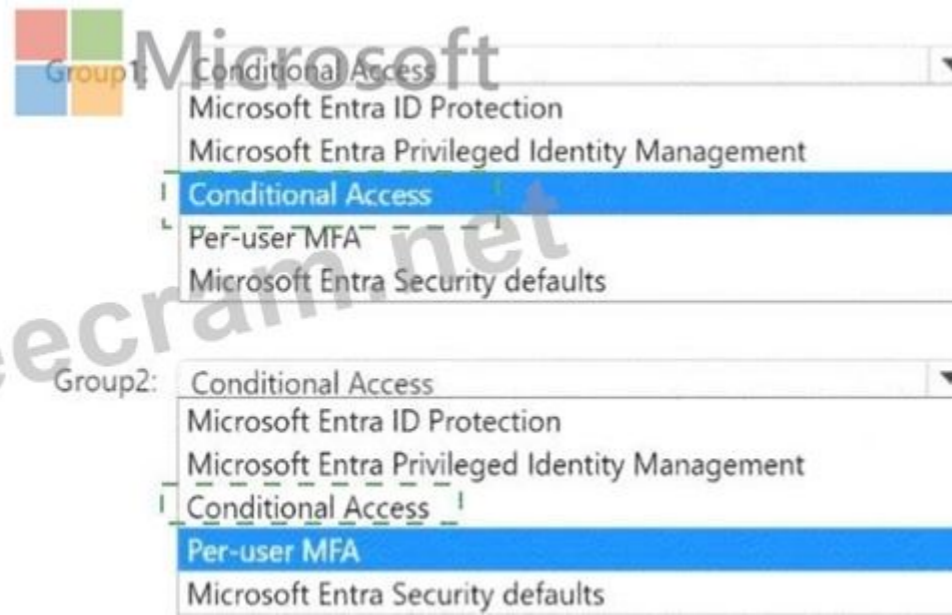 Microsoft
Group1: Conditional Access
Microsoft Entra ID Protection
Microsoft Entra Privileged Identity Management
Conditional Access
Per-user MFA
Microsoft Entra Security defaults
eecram.net
Group2: Conditional Access
Microsoft Entra ID Protection
Microsoft Entra Privileged Identity Management
Conditional Access
Per-user MFA
Microsoft Entra Security defaults